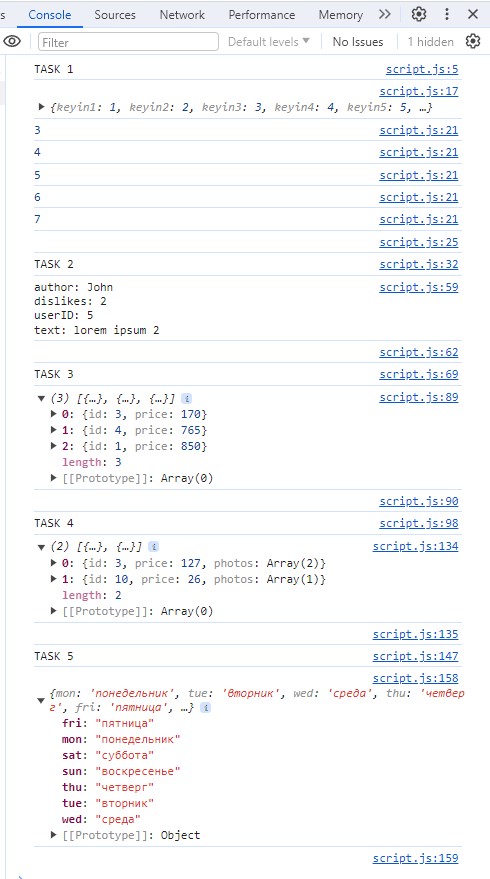 s Console Sources Network Performance Memory
Filter Default levels No Issues 1 hidden
TASK 1 script.js:5
script.js:17
{keyin1: 1, keyin2: 2, keyin3: 3, keyin4: 4, keyin5: 5, …}
3 script.js:21
4 script.js:21
5 script.js:21
6 script.js:21
7 script.js:21
script.js:25
TASK 2 script.js:32
author: John script.js:59
dislikes: 2
userID: 5
text: lorem ipsum 2
script.js:62
TASK 3 script.js:69
(3) [{…}, {…}, {…}] i script.js:89
0: {id: 3, price: 170}
1: {id: 4, price: 765}
2: {id: 1, price: 850}
length: 3
[[Prototype]]: Array(0)
script.js:90
TASK 4 script.js:98
(2) [{…}, {…}] i script.js:134
0: {id: 3, price: 127, photos: Array(2)}
1: {id: 10, price: 26, photos: Array(1)}
length: 2
[[Prototype]]: Array(0)
script.js:135
TASK 5 script.js:147
script.js:158
{mon: 'понедельник', tue: 'вторник', wed: 'среда', thu: 'четвер
г', fri: 'пятница', …} i
fri: "пятница"
mon: "понедельник"
sat: "суббота"
sun: "воскресенье"
thu: "четверг"
tue: "вторник"
wed: "среда"
[[Prototype]]: Object
script.js:159